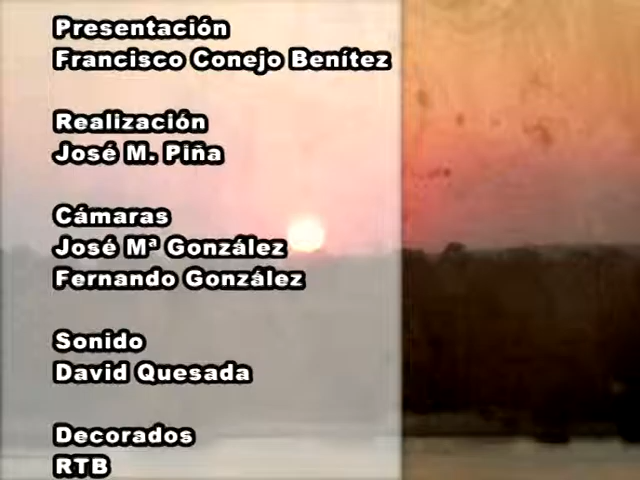 Presentación
Francisco Conejo Benítez
Realización
José M. Piña
Cámaras
José Mª González
Fernando González
Sonido
David Quesada
Decorados
RTB